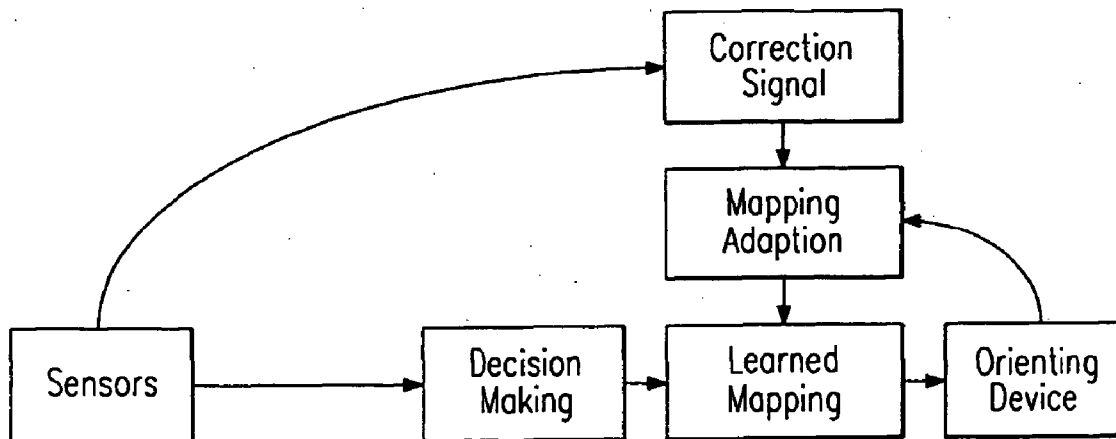 Correction
Signal
Mapping
Adaption
Sensors
Decision
Making
Learned
Mapping
Orienting
Device